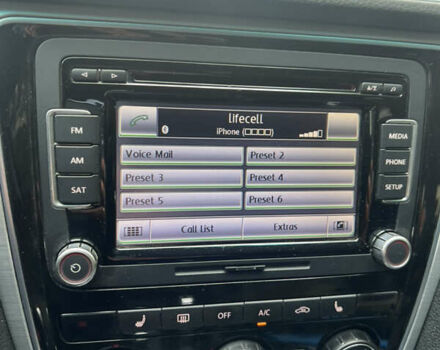 lifecell
iPhone (□□□□)
FM
MEDIA
Voice Mail
Preset 2
AM
PHONE
Preset 3
Preset 4
SAT
SETUP
Preset 5
Preset 6
Call List
Extras
OFF
A/C